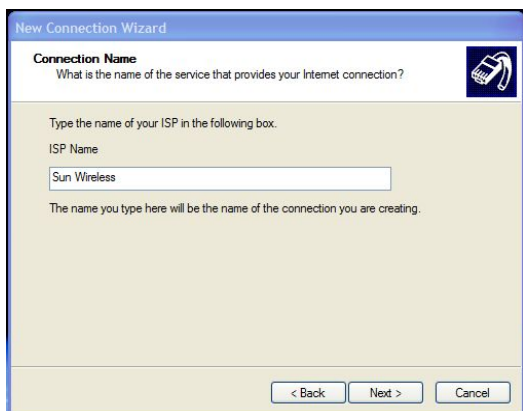 New Connection Wizard
Connection Name
What is the name of the service that provides your Internet connection?
Type the name of your ISP in the following box.
ISP Name
Sun Wireless
The name you type here will be the name of the connection you are creating.
< Back
Next >
Cancel